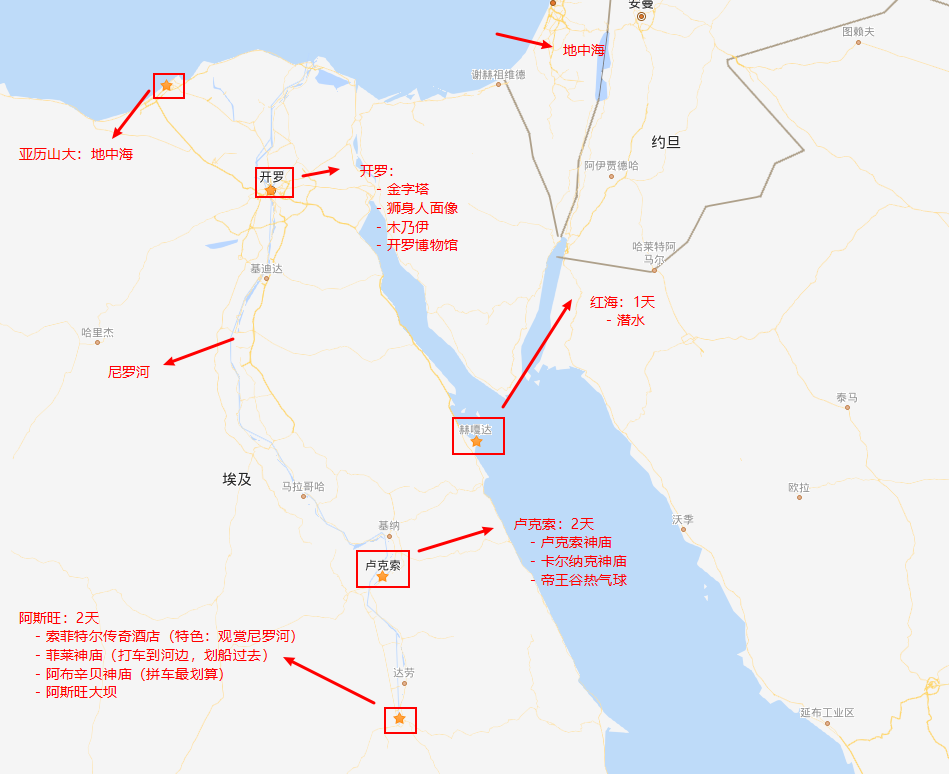 安曼
图赖夫
地中海
谢赫祖维德
约旦
亚历山大：地中海
阿伊贾德哈
开罗
开罗：
- 金字塔
- 狮身人面像
- 木乃伊
- 开罗博物馆
哈莱特阿
马尔
基迪达
红海：1天
- 潜水
哈里杰
尼罗河
泰马
赫嘎达
埃及
马拉哥哈
欧拉
沃季
基纳
卢克索：2天
- 卢克索神庙
- 卡尔纳克神庙
- 帝王谷热气球
卢克索
阿斯旺：2天
- 索菲特尔传奇酒店（特色：观赏尼罗河）
- 菲莱神庙（打车到河边，划船过去）
- 阿布辛贝神庙（拼车最划算）
- 阿斯旺大坝
达劳
延布工业区